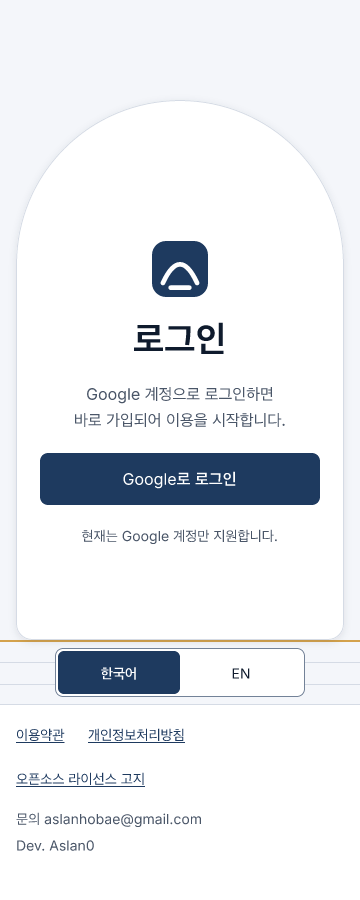 로그인
Google 계정으로 로그인하면
바로 가입되어 이용을 시작합니다.
Google로 로그인
현재는 Google 계정만 지원합니다.
한국어 EN
이용약관 개인정보처리방침
오픈소스 라이선스 고지
문의 aslanhobae@gmail.com
Dev. Aslan0